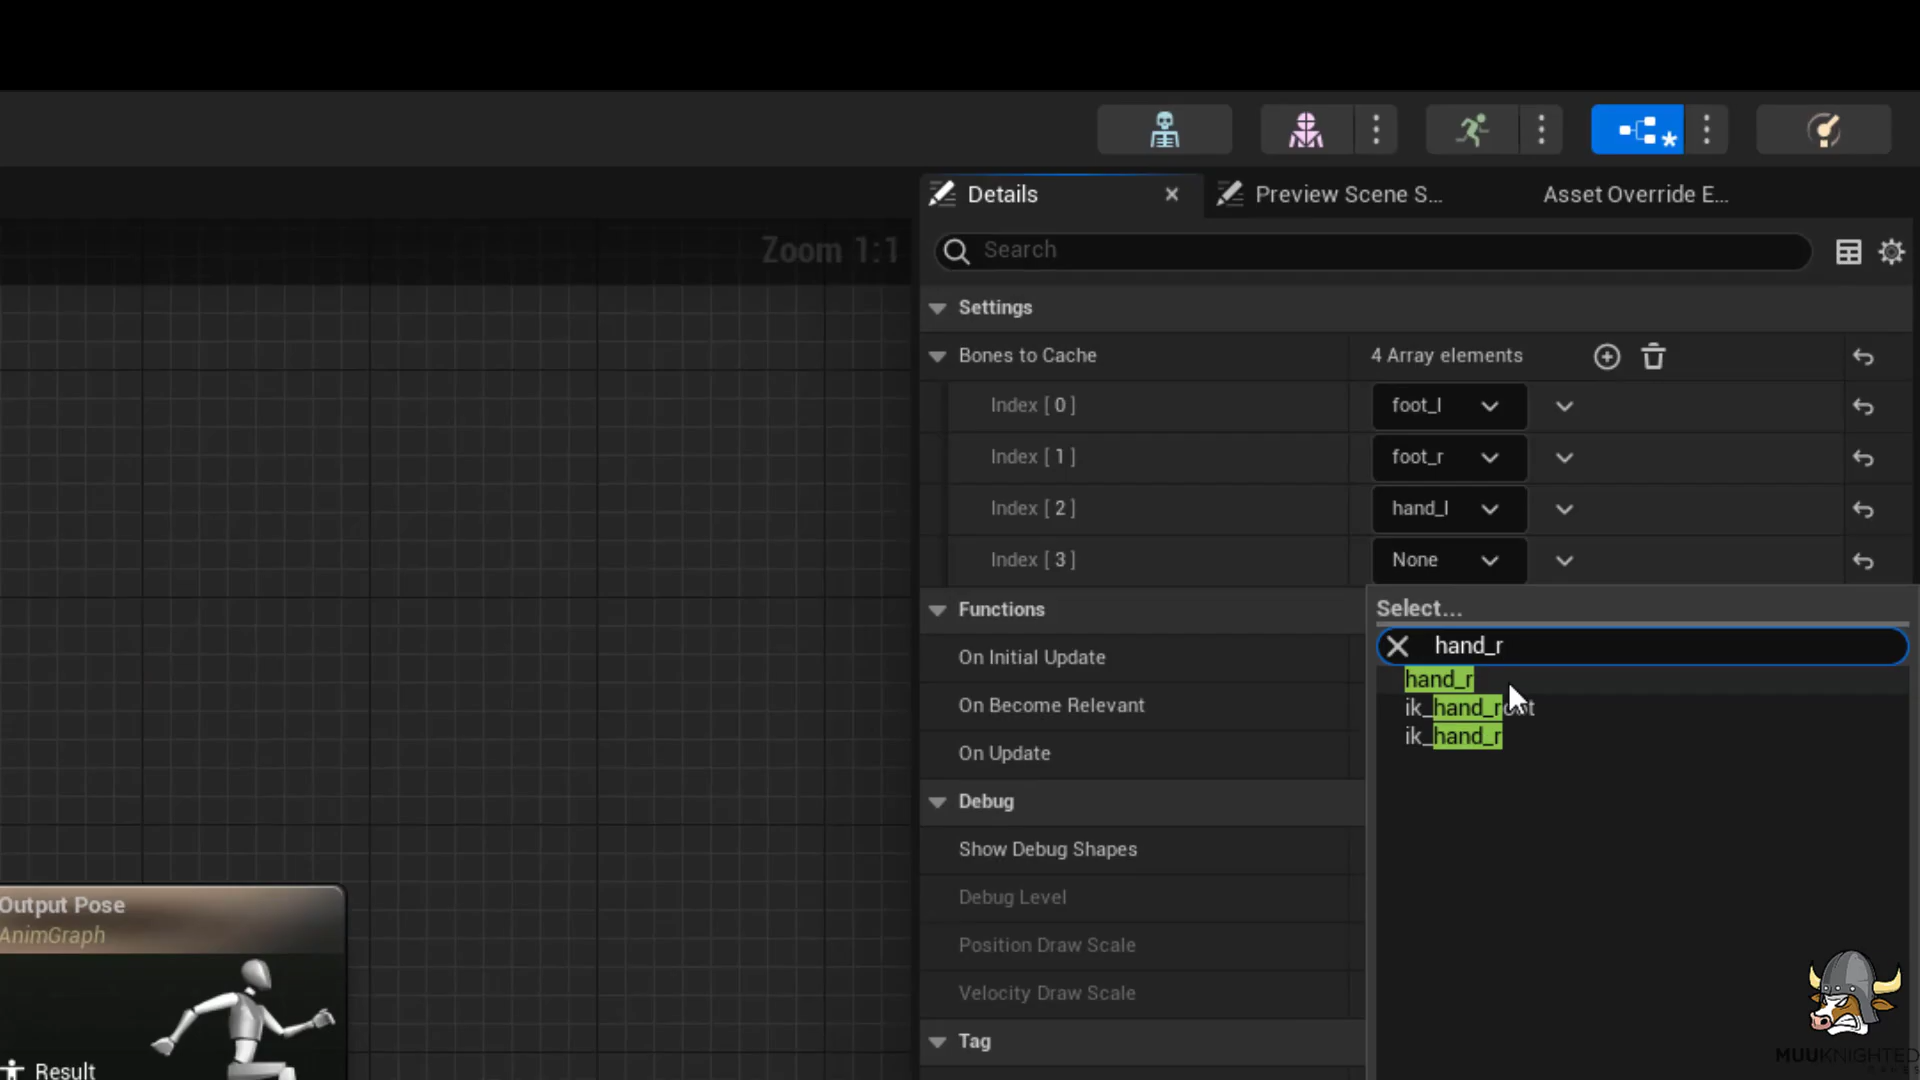 Details
Preview Scene S...
Asset Override E...
Zoom 1:1
Search
Settings
Bones to Cache 4 Array elements
Index [ 0 ] foot_l
Index [ 1 ] foot_r
Index [ 2 ] hand_l
Index [ 3 ] None
Select...
hand_r
hand_r
ik_hand_root
ik_hand_r
Functions
On Initial Update
On Become Relevant
On Update
Debug
Show Debug Shapes
Debug Level
Position Draw Scale
Velocity Draw Scale
Tag
Output Pose
AnimGraph
Result
MUUKNIGHTED